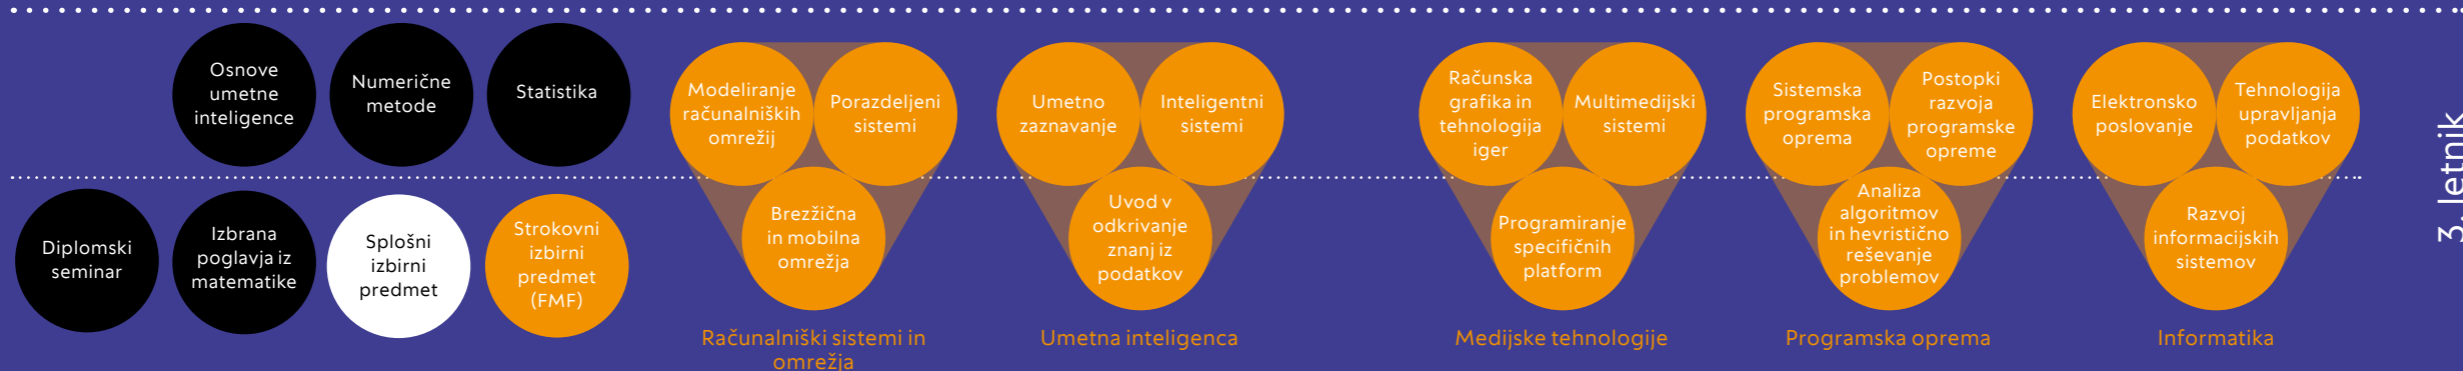 Osnove
umetne
inteligence
Numerične
metode
Statistika
Modeliranje
računalniških
omrežij
Porazdeljeni
sistemi
Umetno
zaznavanje
Inteligentni
sistemi
Računska
grafika in
tehnologija
iger
Multimedijski
sistemi
Sistemska
programska
oprema
Postopki
razvoja
programske
opreme
Elektronsko
poslovanje
Tehnologija
upravljanja
podatkov
Diplomski
seminar
Izbrana
poglavja iz
matematike
Splošni
izbirni
predmet
Strokovni
izbirni
predmet
(FMF)
Brezžična
in mobilna
omrežja
Uvod v
odkrivanje
znanj iz
podatkov
Programiranje
specifičnih
platform
Analiza
algoritmov
in hevristično
reševanje
problemov
Razvoj
informacijskih
sistemov
Računalniški sistemi in
omrežja
Umetna inteligenca
Medijske tehnologije
Programska oprema
Informatika
3. letnik